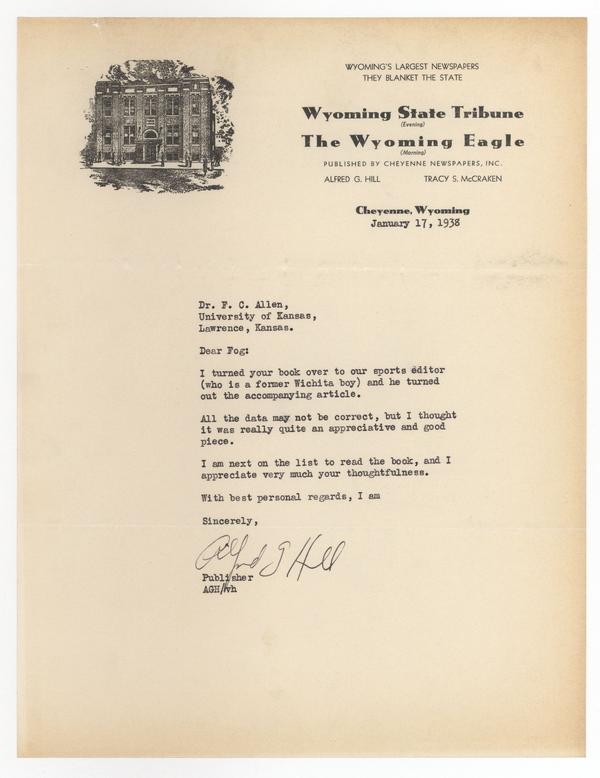 WYOMING'S LARGEST NEWSPAPERS
THEY BLANKET THE STATE
Wyoming State Tribune
(Evening)
The Wyoming Eagle
(Morning)
PUBLISHED BY CHEYENNE NEWSPAPERS, INC.
ALFRED G. HILL TRACY S. McCRAKEN
Cheyenne, Wyoming
January 17, 1938
Dr. F. C. Allen,
University of Kansas,
Lawrence, Kansas.
Dear Fog:
I turned your book over to our sports editor
(who is a former Wichita boy) and he turned
out the accompanying article.
All the data may not be correct, but I thought
it was really quite an appreciative and good
piece.
I am next on the list to read the book, and I
appreciate very much your thoughtfulness.
With best personal regards, I am
Sincerely,
Alfred G Hill
Publisher
AGH/vh